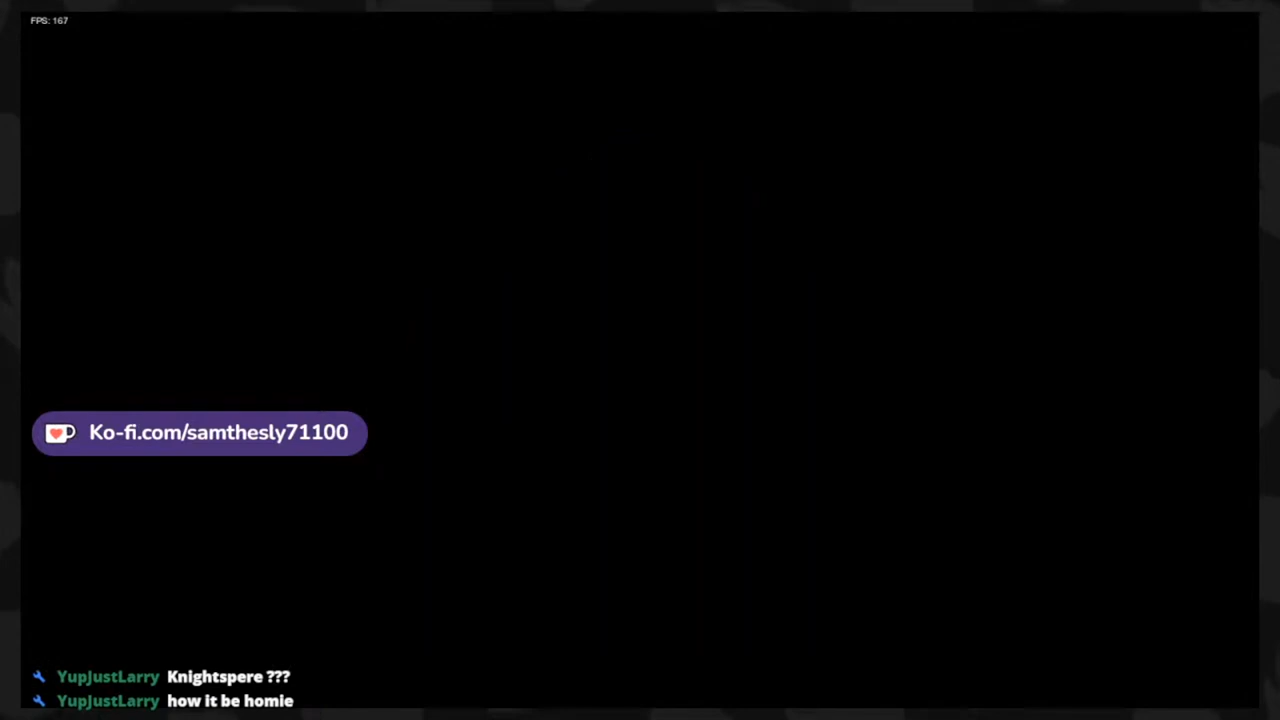 FPS: 167
Ko-fi.com/samthesly71100
YupJustLarry Knightspere ???
YupJustLarry how it be homie